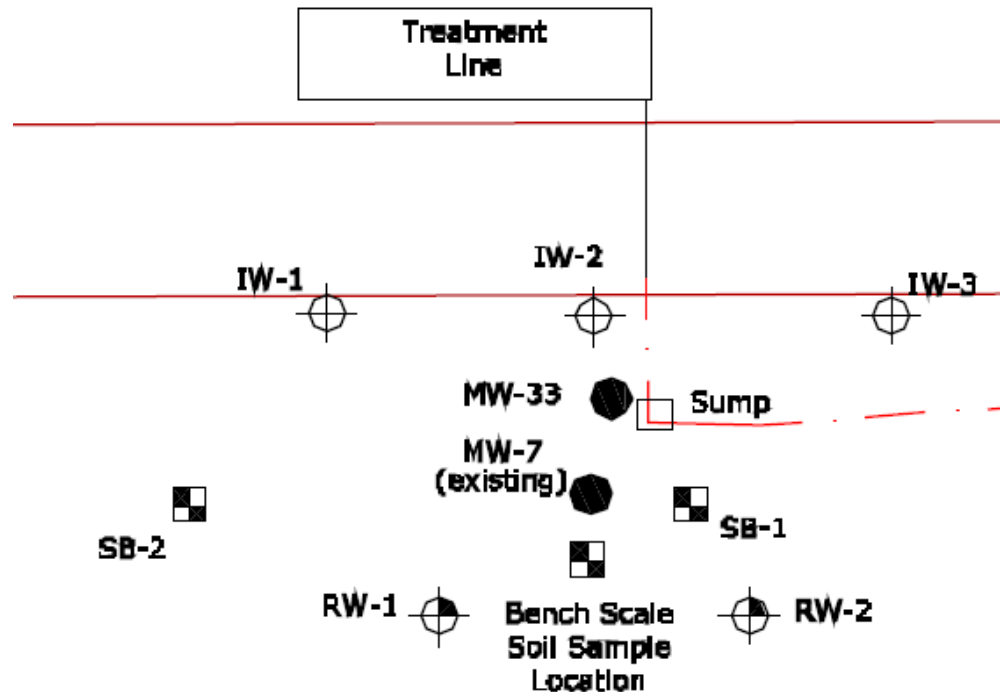 Treatment
Line
IW-1
IW-2
IW-3
MW-33
Sump
MW-7
(existing)
SB-2
SB-1
RW-1
Bench Scale
Soil Sample
Location
RW-2